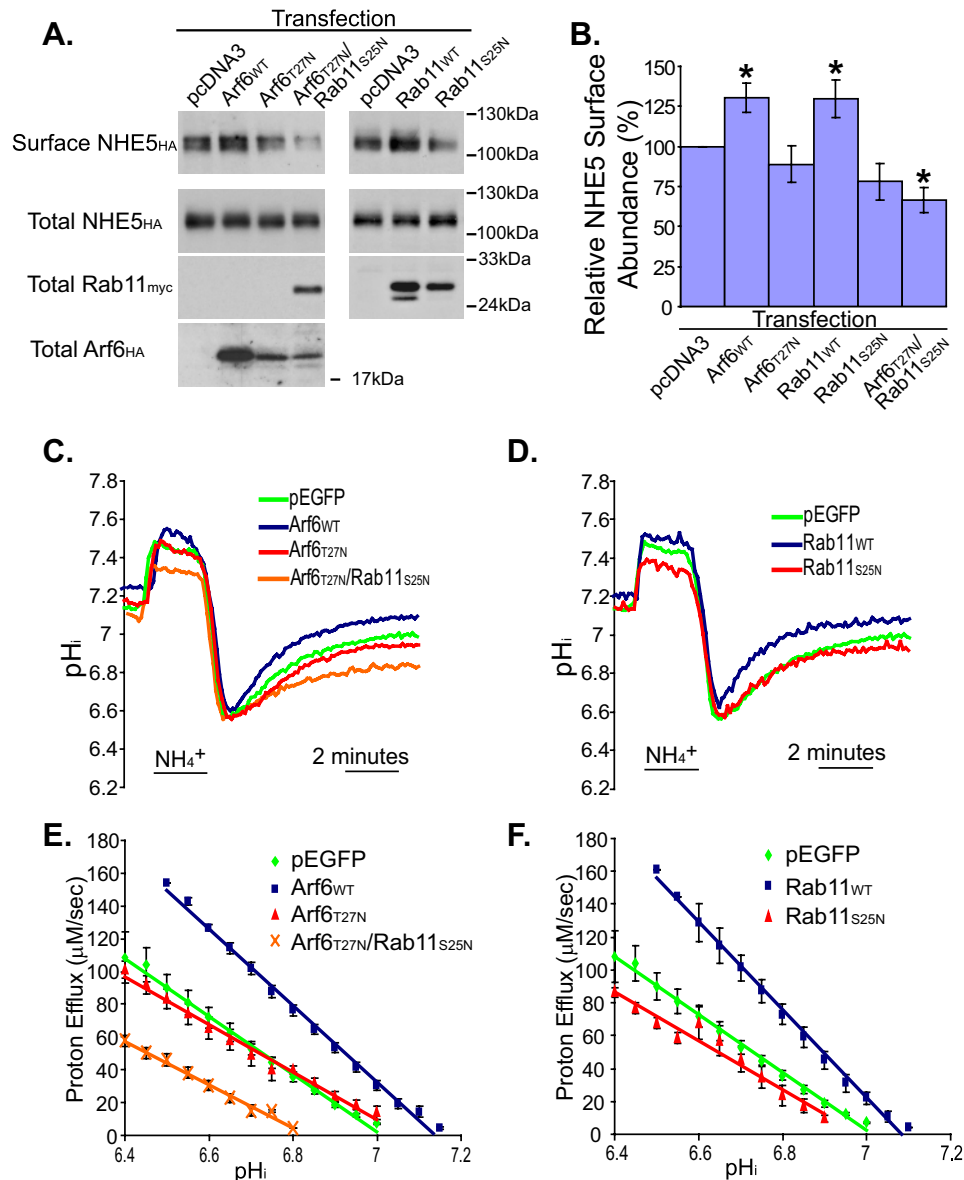 A.
Transfection
pcDNA3
Arf6WT
Arf6T27N
Arf6T27N/
Rab11S25N
pcDNA3
Rab11WT
Rab11S25N
Surface NHE5HA
–130kDa
–100kDa
Total NHE5HA
–130kDa
–100kDa
Total Rab11myc
–33kDa
–24kDa
Total Arf6HA
– 17kDa
B.
Relative NHE5 Surface
Abundance (%)
150
125
100
75
50
25
0
* * *
Transfection
pcDNA3
Arf6WT
Arf6T27N
Rab11WT
Rab11S25N
Arf6T27N/
Rab11S25N
C.
pHi
7.8
7.6
7.4
7.2
7
6.8
6.6
6.4
6.2
pEGFP
Arf6WT
Arf6T27N
Arf6T27N/Rab11S25N
NH4+
2 minutes
D.
pHi
7.8
7.6
7.4
7.2
7
6.8
6.6
6.4
6.2
pEGFP
Rab11WT
Rab11S25N
NH4+
2 minutes
E.
Proton Efflux (µM/sec)
180
160
140
120
100
80
60
40
20
0
pEGFP
Arf6WT
Arf6T27N
Arf6T27N/Rab11S25N
6.4 6.6 6.8 7 7.2
pHi
F.
Proton Efflux (µM/sec)
180
160
140
120
100
80
60
40
20
0
pEGFP
Rab11WT
Rab11S25N
6.4 6.6 6.8 7 7.2
pHi